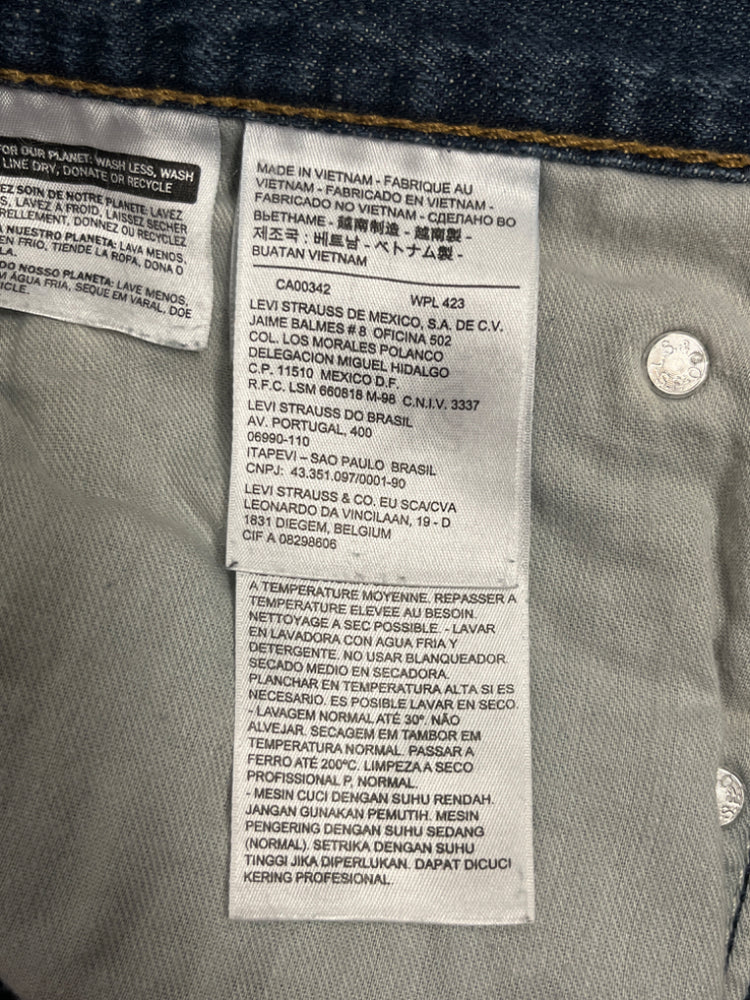 FOR OUR PLANET: WASH LESS, WASH
LINE DRY, DONATE OR RECYCLE
EZ SOIN DE NOTRE PLANETE: LAVEZ
S, LAVEZ A FROID, LAISSEZ SECHER
RELLEMENT, DONNEZ OU RECYCLEZ
A NUESTRO PLANETA: LAVA MENOS,
EN FRIO, TIENDE LA ROPA, DONA O
LA.
DO NOSSO PLANETA: LAVE MENOS,
M ÁGUA FRIA, SEQUE EM VARAL, DOE
ICLE.
MADE IN VIETNAM - FABRIQUE AU
VIETNAM - FABRICADO EN VIETNAM -
FABRICADO NO VIETNAM - СДЕЛАНО ВО
ВЬЕТНАМЕ - 越南制造 - 越南製 -
제조국 : 베트남 - ベトナム製 -
BUATAN VIETNAM
CA00342 WPL 423
LEVI STRAUSS DE MEXICO, S.A. DE C.V.
JAIME BALMES # 8 OFICINA 502
COL. LOS MORALES POLANCO
DELEGACION MIGUEL HIDALGO
C.P. 11510 MEXICO D.F.
R.F.C. LSM 660818 M-98 C.N.I.V. 3337
LEVI STRAUSS DO BRASIL
AV. PORTUGAL, 400
06990-110
ITAPEVI – SAO PAULO BRASIL
CNPJ: 43.351.097/0001-90
LEVI STRAUSS & CO. EU SCA/CVA
LEONARDO DA VINCILAAN, 19 - D
1831 DIEGEM, BELGIUM
CIF A 08298606
A TEMPERATURE MOYENNE. REPASSER A
TEMPERATURE ELEVEE AU BESOIN.
NETTOYAGE A SEC POSSIBLE. - LAVAR
EN LAVADORA CON AGUA FRIA Y
DETERGENTE. NO USAR BLANQUEADOR.
SECADO MEDIO EN SECADORA.
PLANCHAR EN TEMPERATURA ALTA SI ES
NECESARIO. ES POSIBLE LAVAR EN SECO.
- LAVAGEM NORMAL ATÉ 30º. NÃO
ALVEJAR. SECAGEM EM TAMBOR EM
TEMPERATURA NORMAL. PASSAR A
FERRO ATÉ 200ºC. LIMPEZA A SECO
PROFISSIONAL P, NORMAL.
- MESIN CUCI DENGAN SUHU RENDAH.
JANGAN GUNAKAN PEMUTIH. MESIN
PENGERING DENGAN SUHU SEDANG
(NORMAL). SETRIKA DENGAN SUHU
TINGGI JIKA DIPERLUKAN. DAPAT DICUCI
KERING PROFESIONAL.